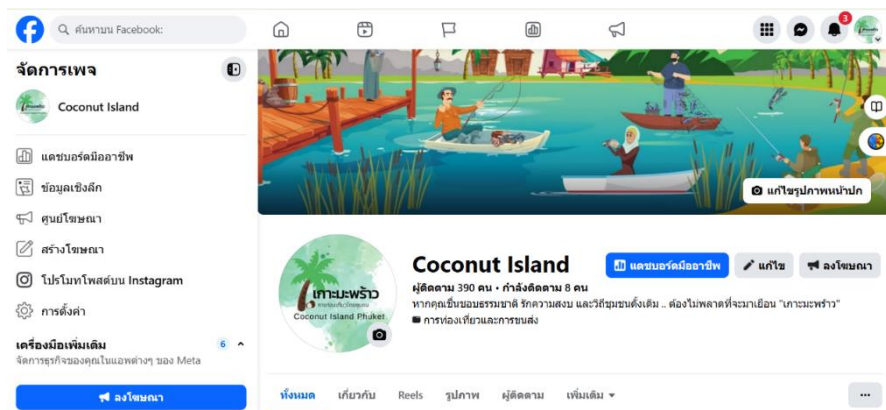 ค้นหาบน Facebook:
3
จัดการเพจ
Coconut Island
แดชบอร์ดมืออาชีพ
ข้อมูลเชิงลึก
ศูนย์โฆษณา
สร้างโฆษณา
โปรโมทโพสต์บน Instagram
การตั้งค่า
เครื่องมือเพิ่มเติม 6
จัดการธุรกิจของคุณในแอพต่างๆ ของ Meta
ลงโฆษณา
แก้ไขรูปภาพหน้าปก
เกาะมะพร้าว
Coconut Island Phuket
Coconut Island
ผู้ติดตาม 390 คน • กำลังติดตาม 8 คน
หากคุณชื่นชอบธรรมชาติ รักความสงบ และวิถีชุมชนดั้งเดิม .. ต้องไม่พลาดที่จะมาเยือน "เกาะมะพร้าว"
การท่องเที่ยวและการขนส่ง
แดชบอร์ดมืออาชีพ แก้ไข ลงโฆษณา
ทั้งหมด เกี่ยวกับ Reels รูปภาพ ผู้ติดตาม เพิ่มเติม